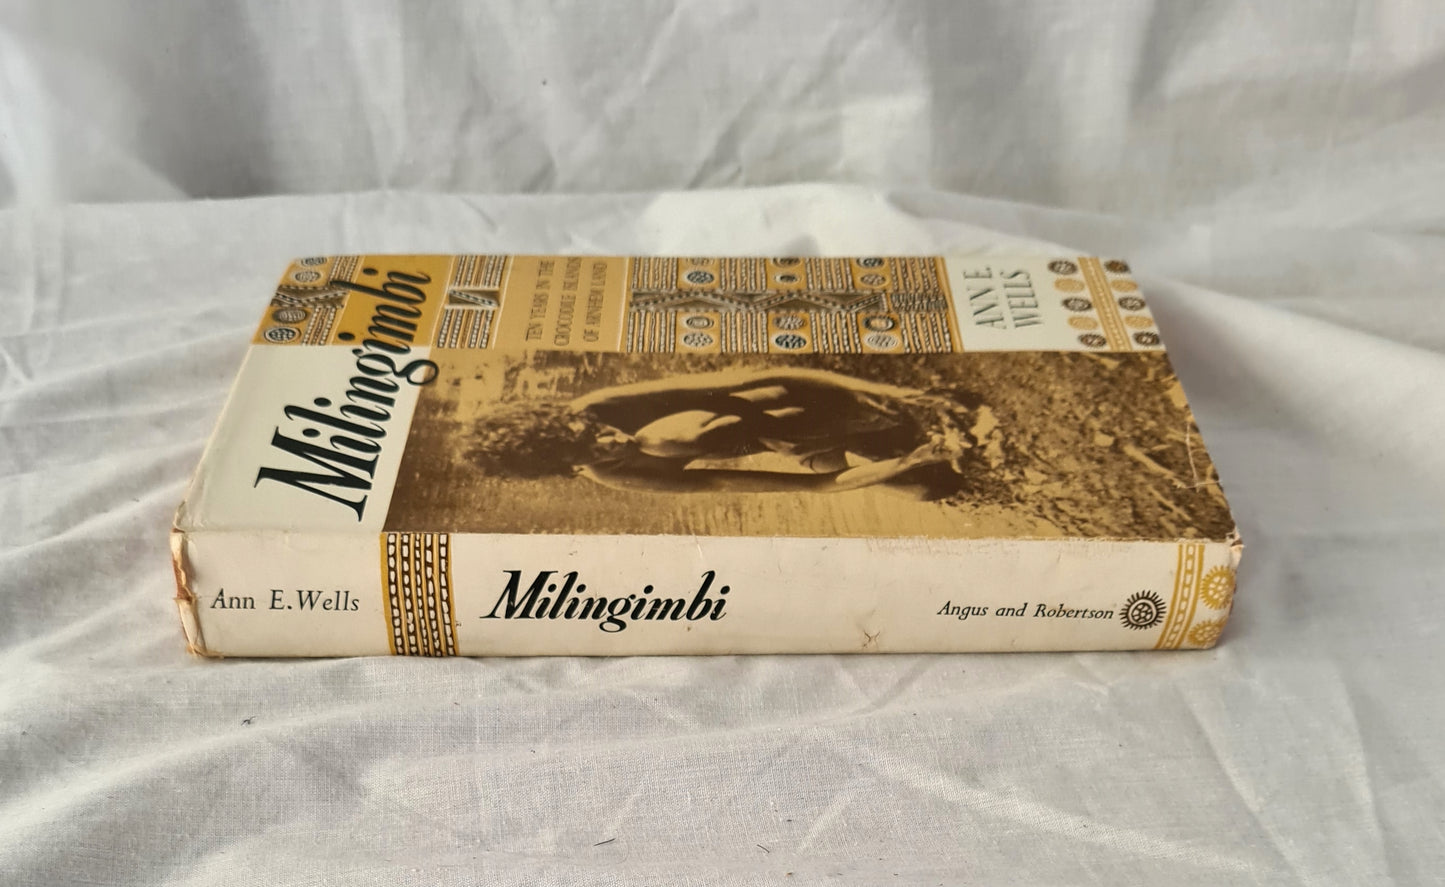 Milingimbi
TEN YEARS IN THE
CROCODILE ISLANDS
OF ARNHEM LAND
ANN E.
WELLS
Ann E. Wells
Milingimbi
Angus and Robertson